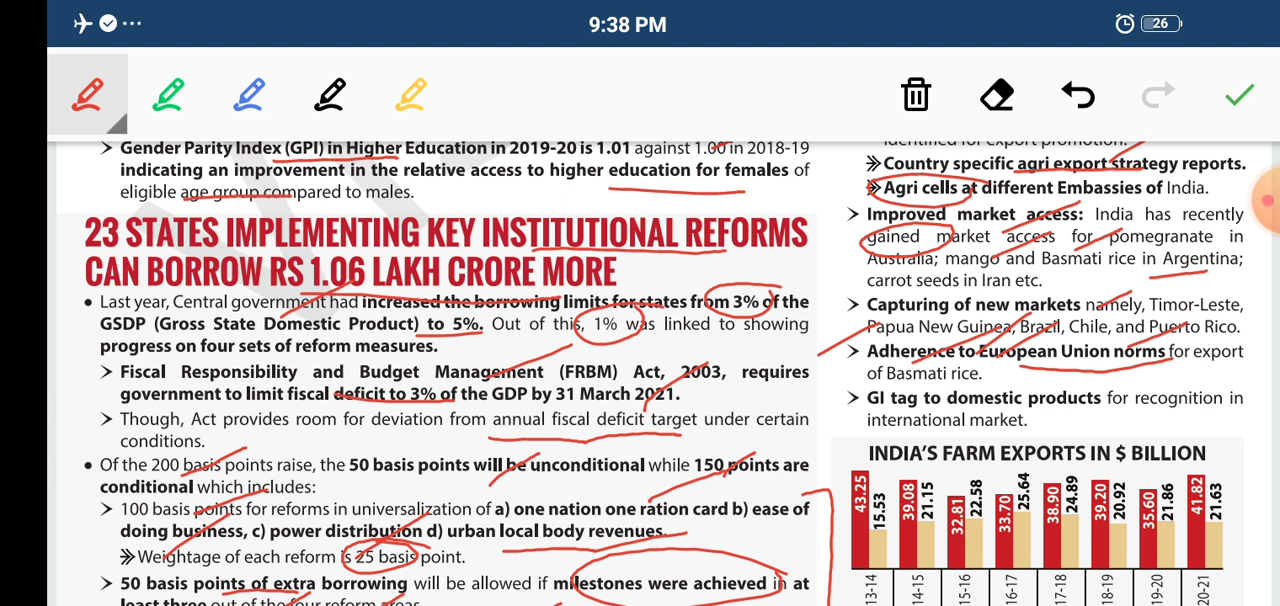 9:38 PM
26
➢ Gender Parity Index (GPI) in Higher Education in 2019-20 is 1.01 against 1.00 in 2018-19
indicating an improvement in the relative access to higher education for females of
eligible age group compared to males.
23 STATES IMPLEMENTING KEY INSTITUTIONAL REFORMS
CAN BORROW RS 1.06 LAKH CRORE MORE
• Last year, Central government had increased the borrowing limits for states from 3% of the
GSDP (Gross State Domestic Product) to 5%. Out of this, 1% was linked to showing
progress on four sets of reform measures.
➢ Fiscal Responsibility and Budget Management (FRBM) Act, 2003, requires
government to limit fiscal deficit to 3% of the GDP by 31 March 2021.
➢ Though, Act provides room for deviation from annual fiscal deficit target under certain
conditions.
• Of the 200 basis points raise, the 50 basis points will be unconditional while 150 points are
conditional which includes:
➢ 100 basis points for reforms in universalization of a) one nation one ration card b) ease of
doing business, c) power distribution d) urban local body revenues.
⨠ Weightage of each reform is 25 basis point.
➢ 50 basis points of extra borrowing will be allowed if milestones were achieved in at
least three out of the four reform areas.
identified for export promotion.
⨠ Country specific agri export strategy reports.
⨠ Agri cells at different Embassies of India.
➢ Improved market access: India has recently
gained market access for pomegranate in
Australia; mango and Basmati rice in Argentina;
carrot seeds in Iran etc.
➢ Capturing of new markets namely, Timor-Leste,
Papua New Guinea, Brazil, Chile, and Puerto Rico.
➢ Adherence to European Union norms for export
of Basmati rice.
➢ GI tag to domestic products for recognition in
international market.
INDIA'S FARM EXPORTS IN $ BILLION
43.25 15.53 39.08 21.15 32.81 22.58 33.70 25.64 38.90 24.89 39.20 20.92 35.60 21.86 41.82 21.63
13-14 14-15 15-16 16-17 17-18 18-19 19-20 20-21